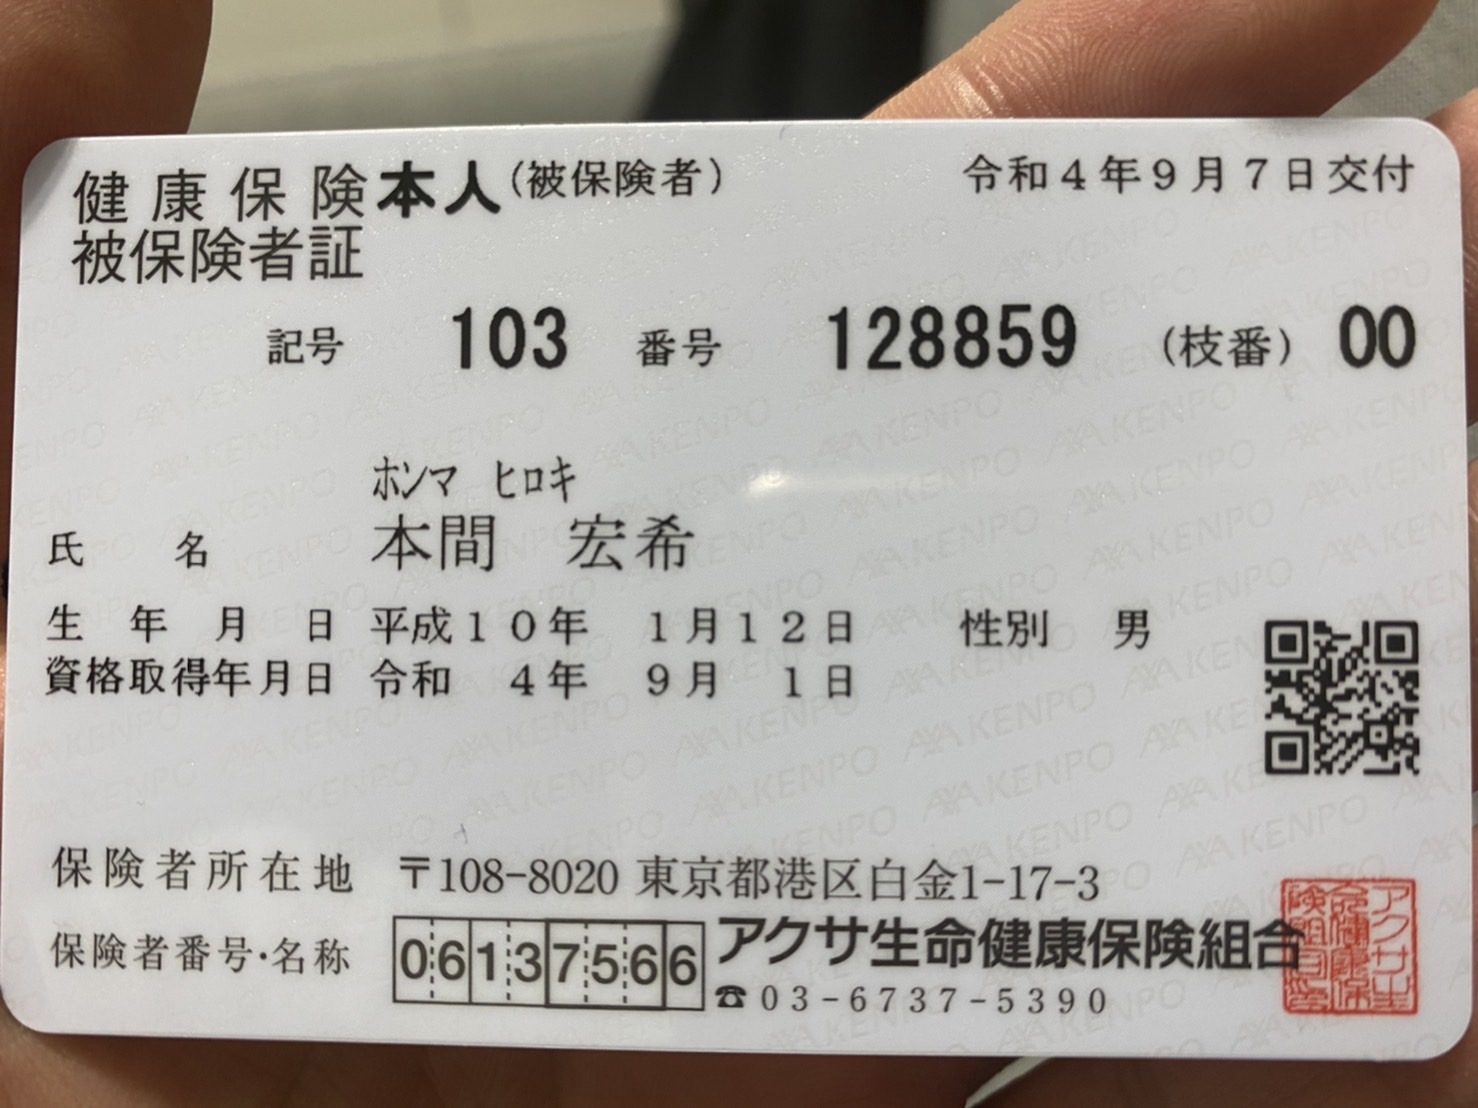 健康保険本人(被保険者) 令和4年9月7日交付
被保険者証
記号 103 番号 128859 (枝番) 00
ホンマ ヒロキ
氏名 本間 宏希
生年月日 平成10年 1月12日 性別 男
資格取得年月日 令和 4年 9月 1日
保険者所在地 〒108-8020 東京都港区白金1-17-3
保険者番号・名称 06137566 アクサ生命健康保険組合
☎03-6737-5390
AXA KENPO